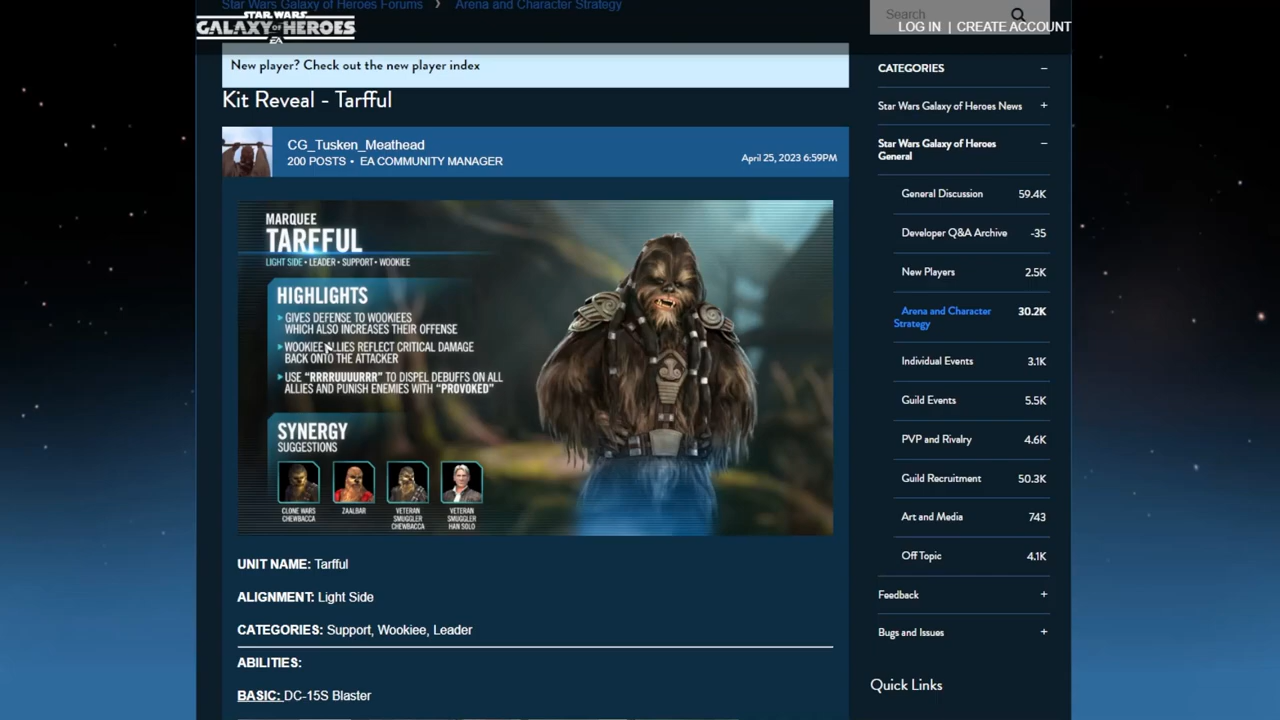 Star Wars Galaxy of Heroes Forums › Arena and Character Strategy
STAR WARS
GALAXY OF HEROES
EA
Search
LOG IN | CREATE ACCOUNT
New player? Check out the new player index
Kit Reveal - Tarfful
CG_Tusken_Meathead
200 POSTS • EA COMMUNITY MANAGER
April 25, 2023 6:59PM
MARQUEE
TARFFUL
LIGHT SIDE • LEADER • SUPPORT • WOOKIEE
HIGHLIGHTS
GIVES DEFENSE TO WOOKIEES
WHICH ALSO INCREASES THEIR OFFENSE
WOOKIEE ALLIES REFLECT CRITICAL DAMAGE
BACK ONTO THE ATTACKER
USE “RRRRUUUURRR” TO DISPEL DEBUFFS ON ALL
ALLIES AND PUNISH ENEMIES WITH “PROVOKED”
SYNERGY
SUGGESTIONS
CLONE WARS
CHEWBACCA
ZAALBAR
VETERAN
SMUGGLER
CHEWBACCA
VETERAN
SMUGGLER
HAN SOLO
UNIT NAME: Tarfful
ALIGNMENT: Light Side
CATEGORIES: Support, Wookiee, Leader
ABILITIES:
BASIC: DC-15S Blaster
CATEGORIES –
Star Wars Galaxy of Heroes News +
Star Wars Galaxy of Heroes –
General
General Discussion 59.4K
Developer Q&A Archive -35
New Players 2.5K
Arena and Character 30.2K
Strategy
Individual Events 3.1K
Guild Events 5.5K
PVP and Rivalry 4.6K
Guild Recruitment 50.3K
Art and Media 743
Off Topic 4.1K
Feedback +
Bugs and Issues +
Quick Links